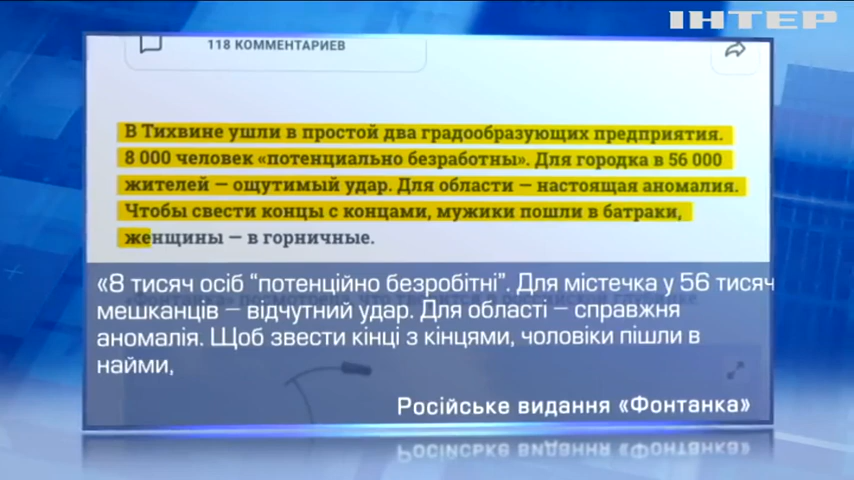 ІНТЕР
118 КОММЕНТАРИЕВ
В Тихвине ушли в простой два градообразующих предприятия.
8 000 человек «потенциально безработны». Для городка в 56 000
жителей — ощутимый удар. Для области — настоящая аномалия.
Чтобы свести концы с концами, мужики пошли в батраки,
женщины — в горничные.
«8 тисяч осіб “потенційно безробітні”. Для містечка у 56 тисяч
мешканців — відчутний удар. Для області — справжня
аномалія. Щоб звести кінці з кінцями, чоловіки пішли в
найми,
Російське видання «Фонтанка»